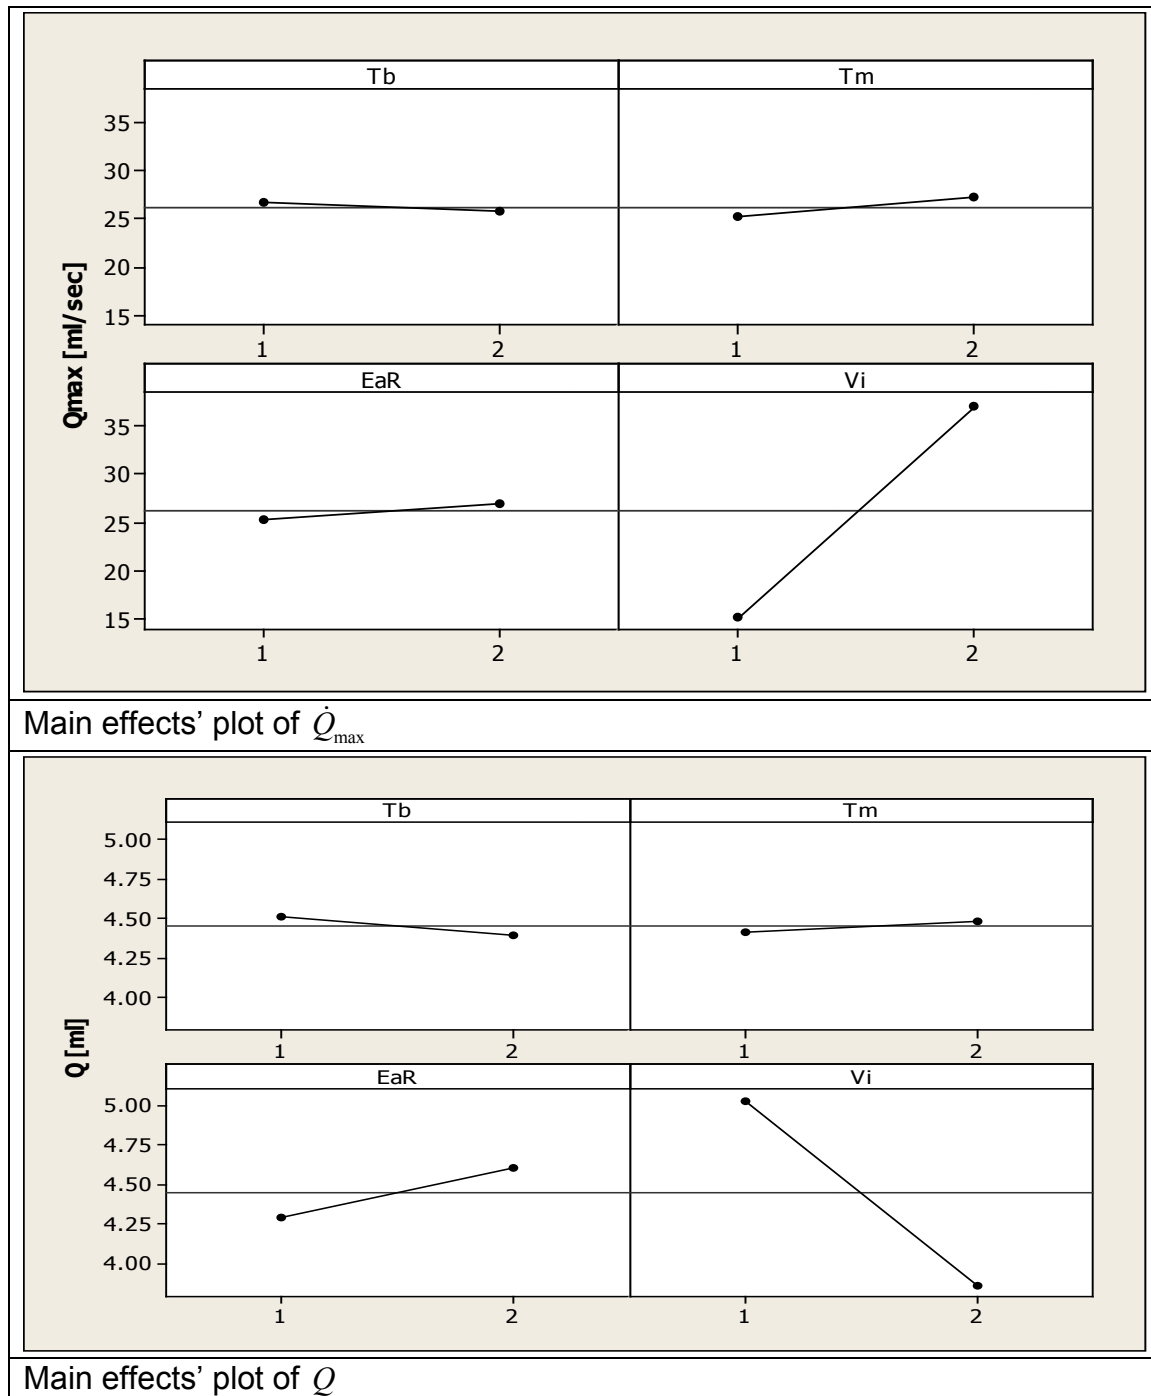 Tb Tm
35
30
25
20
15
1 2 1 2
Qmax [ml/sec]
EaR Vi
35
30
25
20
15
1 2 1 2
Main effects’ plot of Q̇max
Tb Tm
5.00
4.75
4.50
4.25
4.00
1 2 1 2
Q [ml]
EaR Vi
5.00
4.75
4.50
4.25
4.00
1 2 1 2
Main effects’ plot of Q